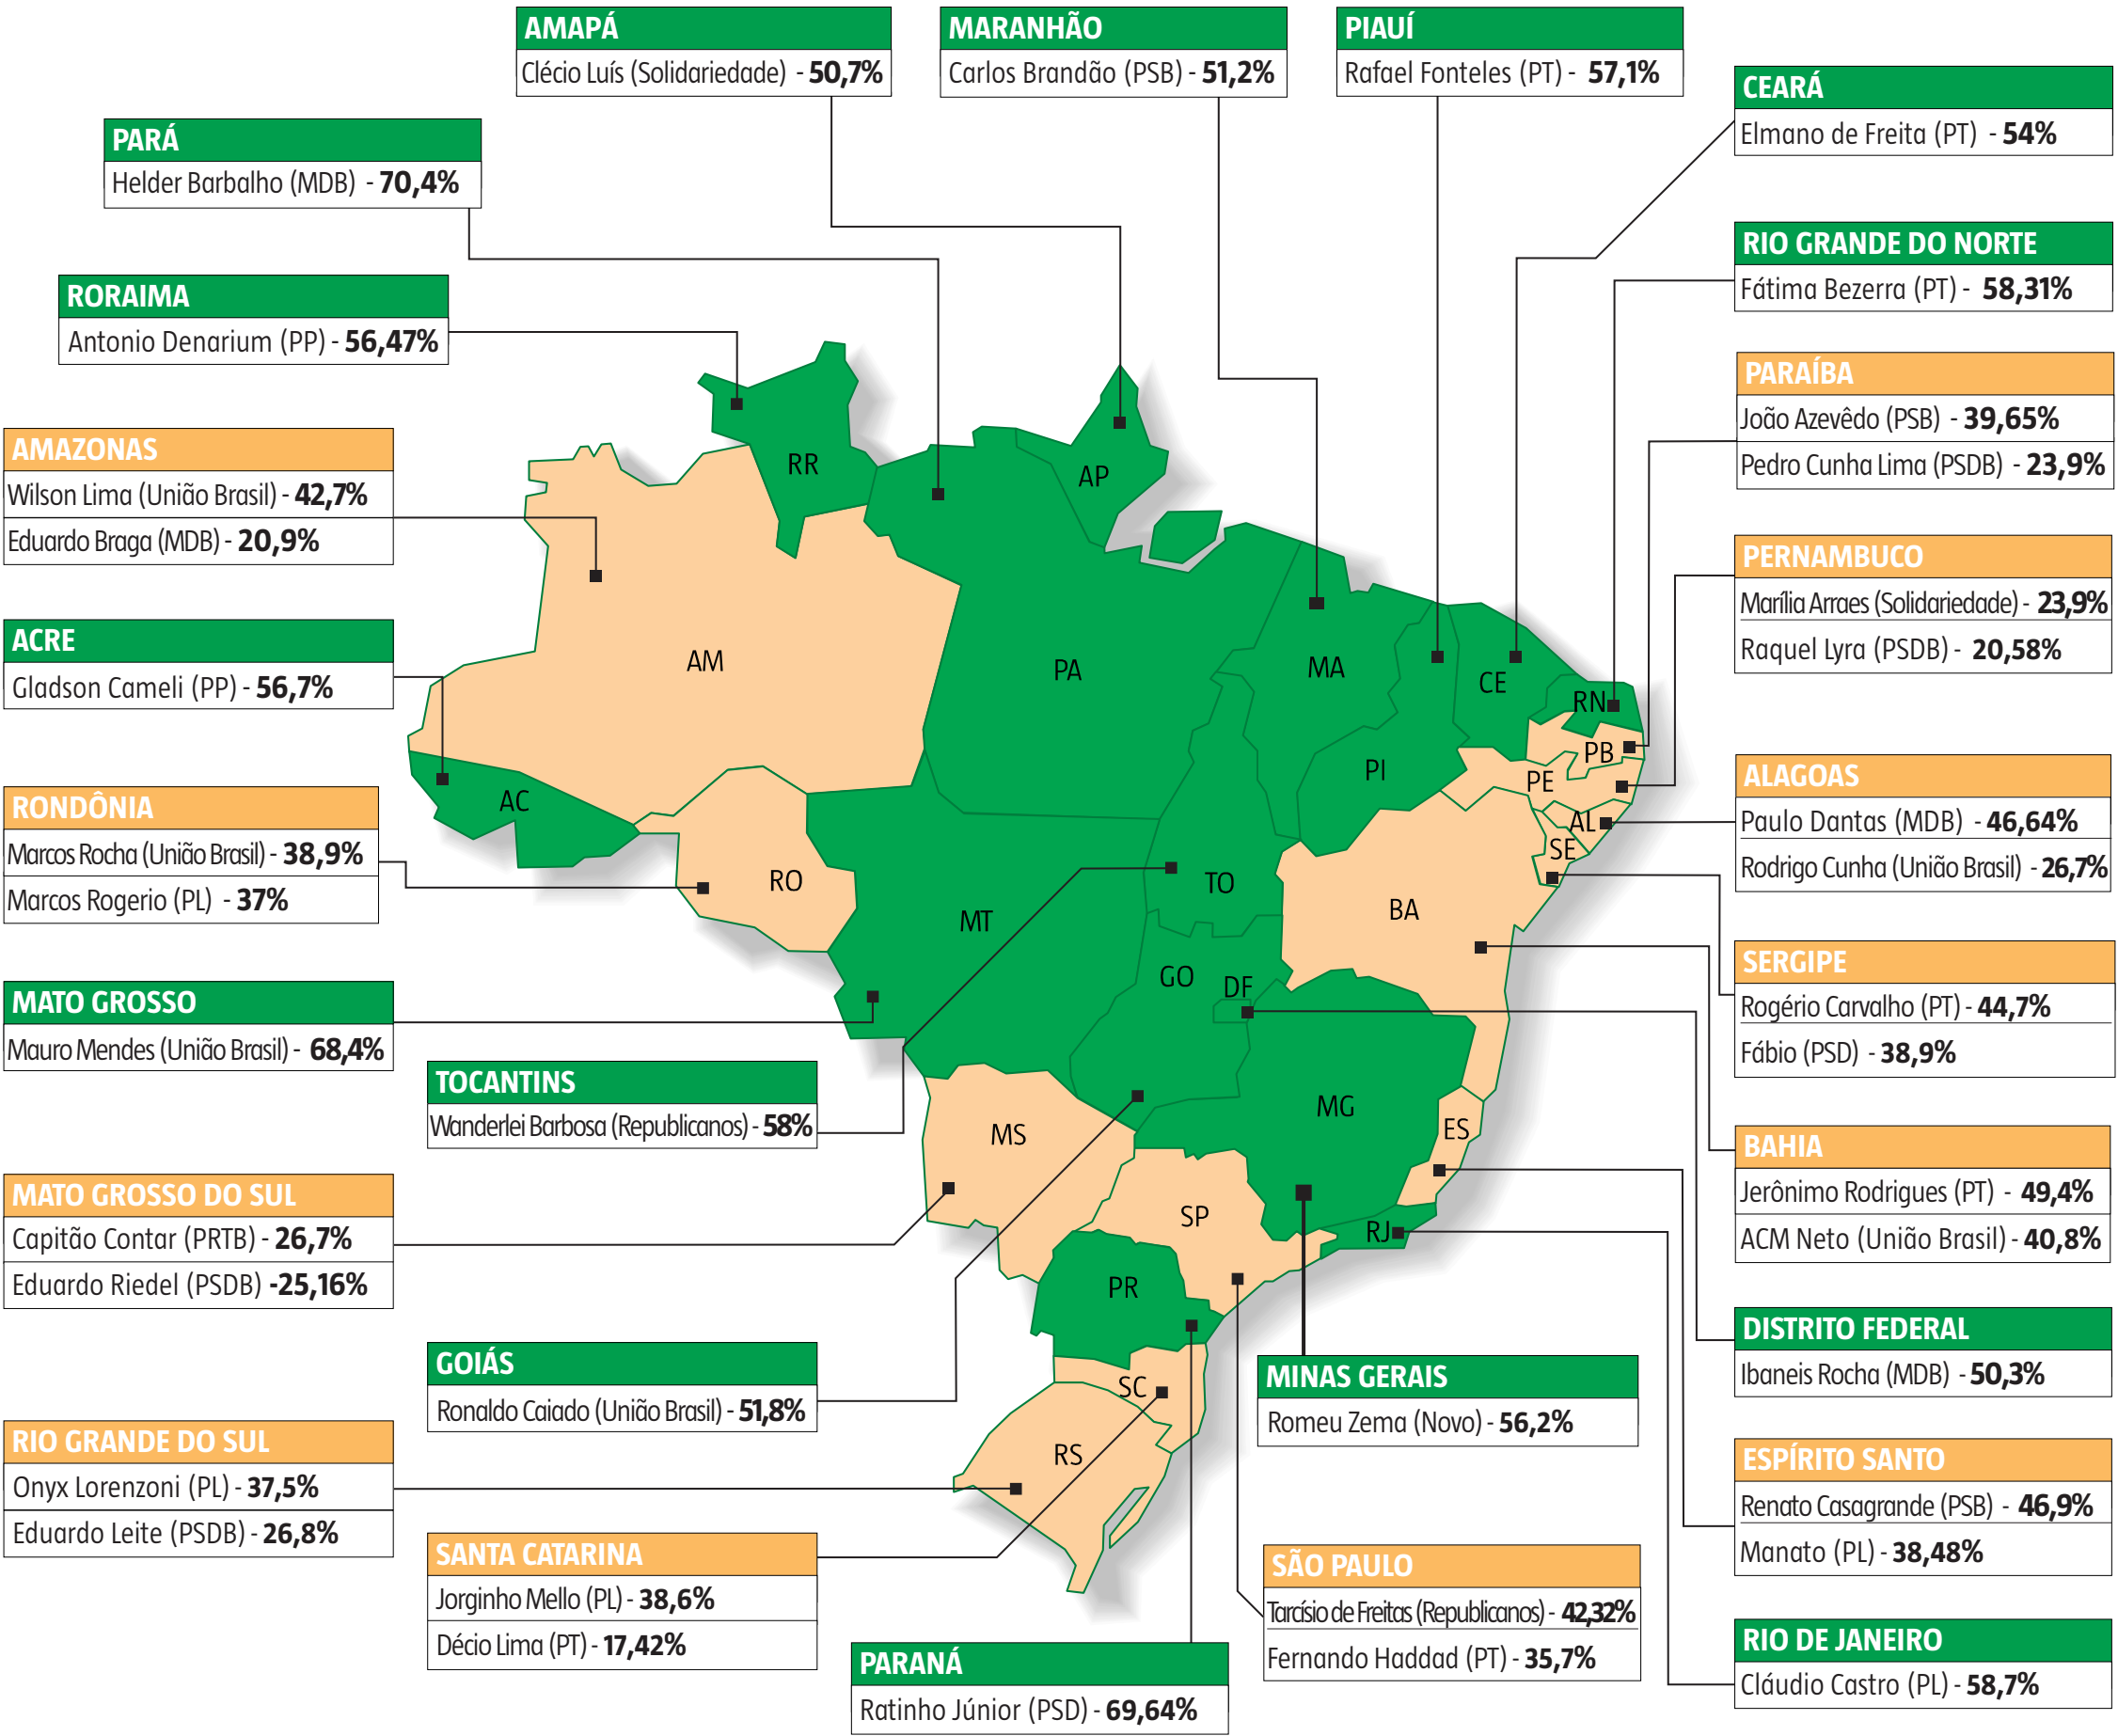 AMAPÁ
Clécio Luís (Solidariedade) - 50,7%
MARANHÃO
Carlos Brandão (PSB) - 51,2%
PIAUÍ
Rafael Fonteles (PT) - 57,1%
CEARÁ
Elmano de Freita (PT) - 54%
PARÁ
Helder Barbalho (MDB) - 70,4%
RIO GRANDE DO NORTE
Fátima Bezerra (PT) - 58,31%
RORAIMA
Antonio Denarium (PP) - 56,47%
PARAÍBA
João Azevêdo (PSB) - 39,65%
Pedro Cunha Lima (PSDB) - 23,9%
AMAZONAS
Wilson Lima (União Brasil) - 42,7%
Eduardo Braga (MDB) - 20,9%
PERNAMBUCO
Marília Arraes (Solidariedade) - 23,9%
Raquel Lyra (PSDB) - 20,58%
ACRE
Gladson Cameli (PP) - 56,7%
ALAGOAS
Paulo Dantas (MDB) - 46,64%
Rodrigo Cunha (União Brasil) - 26,7%
RONDÔNIA
Marcos Rocha (União Brasil) - 38,9%
Marcos Rogerio (PL) - 37%
SERGIPE
Rogério Carvalho (PT) - 44,7%
Fábio (PSD) - 38,9%
MATO GROSSO
Mauro Mendes (União Brasil) - 68,4%
TOCANTINS
Wanderlei Barbosa (Republicanos) - 58%
BAHIA
Jerônimo Rodrigues (PT) - 49,4%
ACM Neto (União Brasil) - 40,8%
MATO GROSSO DO SUL
Capitão Contar (PRTB) - 26,7%
Eduardo Riedel (PSDB) -25,16%
DISTRITO FEDERAL
Ibaneis Rocha (MDB) - 50,3%
GOIÁS
Ronaldo Caiado (União Brasil) - 51,8%
MINAS GERAIS
Romeu Zema (Novo) - 56,2%
RIO GRANDE DO SUL
Onyx Lorenzoni (PL) - 37,5%
Eduardo Leite (PSDB) - 26,8%
ESPÍRITO SANTO
Renato Casagrande (PSB) - 46,9%
Manato (PL) - 38,48%
SANTA CATARINA
Jorginho Mello (PL) - 38,6%
Décio Lima (PT) - 17,42%
SÃO PAULO
Tarcísio de Freitas (Republicanos) - 42,32%
Fernando Haddad (PT) - 35,7%
RIO DE JANEIRO
Cláudio Castro (PL) - 58,7%
PARANÁ
Ratinho Júnior (PSD) - 69,64%
RR
AP
AM
PA
MA
CE
RN
PB
PI
PE
AC
AL
SE
RO
TO
BA
MT
GO
DF
MG
ES
MS
SP
RJ
PR
SC
RS